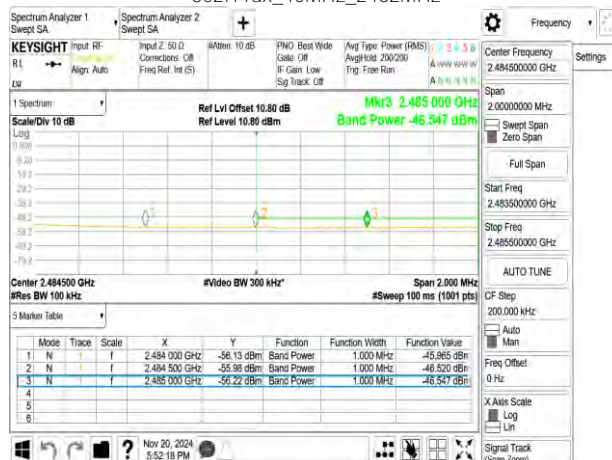 Spectrum Analyzer 1
Swept SA
Spectrum Analyzer 2
Swept SA
+
Frequency
Settings
KEYSIGHT
RL
Input: RF
Align: Auto
Input Z: 50 Ω
Corrections: Off
Freq Ref: Int (S)
#Atten: 10 dB
PNO: Best Wide
Gate: Off
IF Gain: Low
Sig Track: Off
Avg Type: Power (RMS)
Avg|Hold: 200/200
Trig: Free Run
1 Spectrum
Scale/Div 10 dB
Log
Ref Lvl Offset 10.80 dB
Ref Level 10.80 dBm
Mkr3 2.485 000 GHz
Band Power -46.547 dBm
Center 2.484500 GHz
#Res BW 100 kHz
#Video BW 300 kHz*
Span 2.000 MHz
#Sweep 100 ms (1001 pts)
5 Marker Table
Mode Trace Scale X Y Function Function Width Function Value
1 N 1 f 2.484 000 GHz -56.13 dBm Band Power 1.000 MHz -45.965 dBm
2 N 1 f 2.484 500 GHz -55.98 dBm Band Power 1.000 MHz -46.520 dBm
3 N 1 f 2.485 000 GHz -56.22 dBm Band Power 1.000 MHz -46.547 dBm
4
5
6
Nov 20, 2024
5:52:18 PM
Center Frequency
2.484500000 GHz
Span
2.00000000 MHz
Swept Span
Zero Span
Full Span
Start Freq
2.483500000 GHz
Stop Freq
2.485500000 GHz
AUTO TUNE
CF Step
200.000 kHz
Auto
Man
Freq Offset
0 Hz
X Axis Scale
Log
Lin
Signal Track
(Span Zoom)